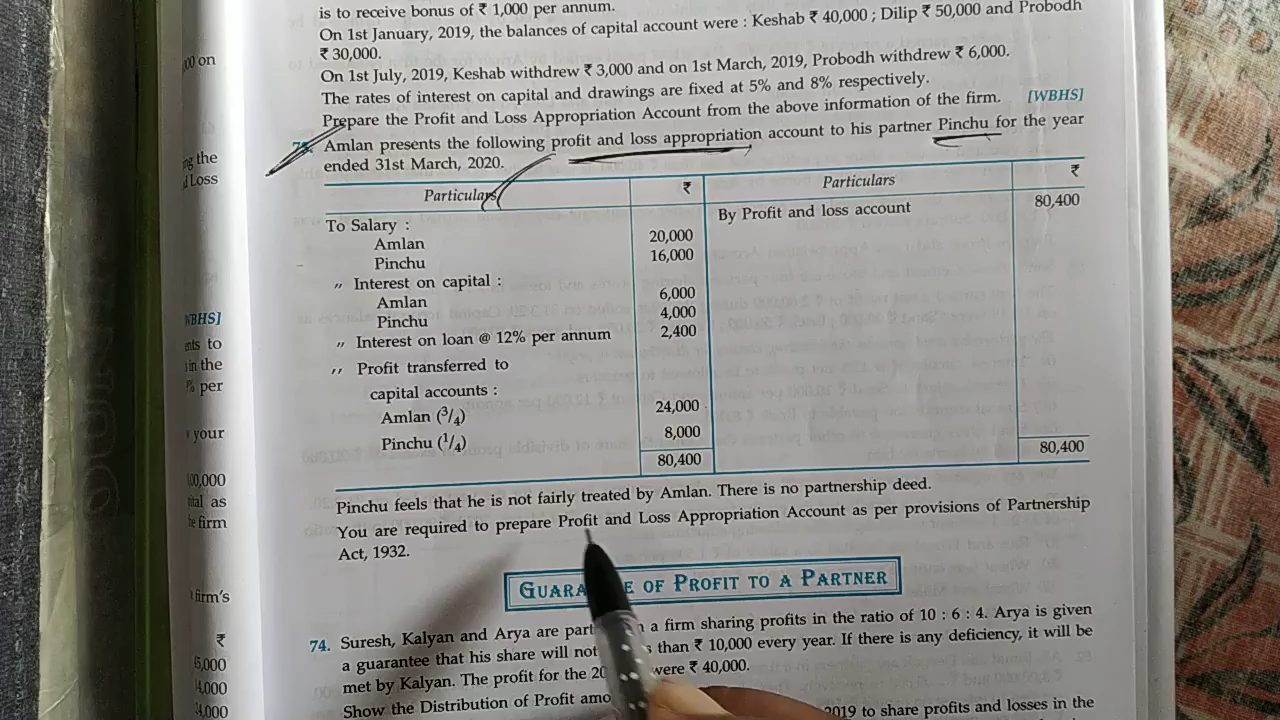 is to receive bonus of ₹ 1,000 per annum.
On 1st January, 2019, the balances of capital account were : Keshab ₹ 40,000 ; Dilip ₹ 50,000 and Probodh
₹ 30,000.
On 1st July, 2019, Keshab withdrew ₹ 3,000 and on 1st March, 2019, Probodh withdrew ₹ 6,000.
The rates of interest on capital and drawings are fixed at 5% and 8% respectively.
Prepare the Profit and Loss Appropriation Account from the above information of the firm. [WBHS]
Amlan presents the following profit and loss appropriation account to his partner Pinchu for the year
ended 31st March, 2020.
Particulars ₹ Particulars ₹
To Salary : By Profit and loss account 80,400
Amlan 20,000
Pinchu 16,000
„ Interest on capital :
Amlan 6,000
Pinchu 4,000
„ Interest on loan @ 12% per annum 2,400
„ Profit transferred to
capital accounts :
Amlan (3/4) 24,000
Pinchu (1/4) 8,000
80,400 80,400
Pinchu feels that he is not fairly treated by Amlan. There is no partnership deed.
You are required to prepare Profit and Loss Appropriation Account as per provisions of Partnership
Act, 1932.
OF PROFIT TO A PARTNER
74. Suresh, Kalyan and Arya are a firm sharing profits in the ratio of 10 : 6 : 4. Arya is given
a guarantee that his share will not than ₹ 10,000 every year. If there is any deficiency, it will be
met by Kalyan. The profit for the were ₹ 40,000.
Show the Distribution of Profit 2019 to share profits and losses in the
on
the
Loss
WBHS]
to
in the
per
your
as
firm
firm's
₹